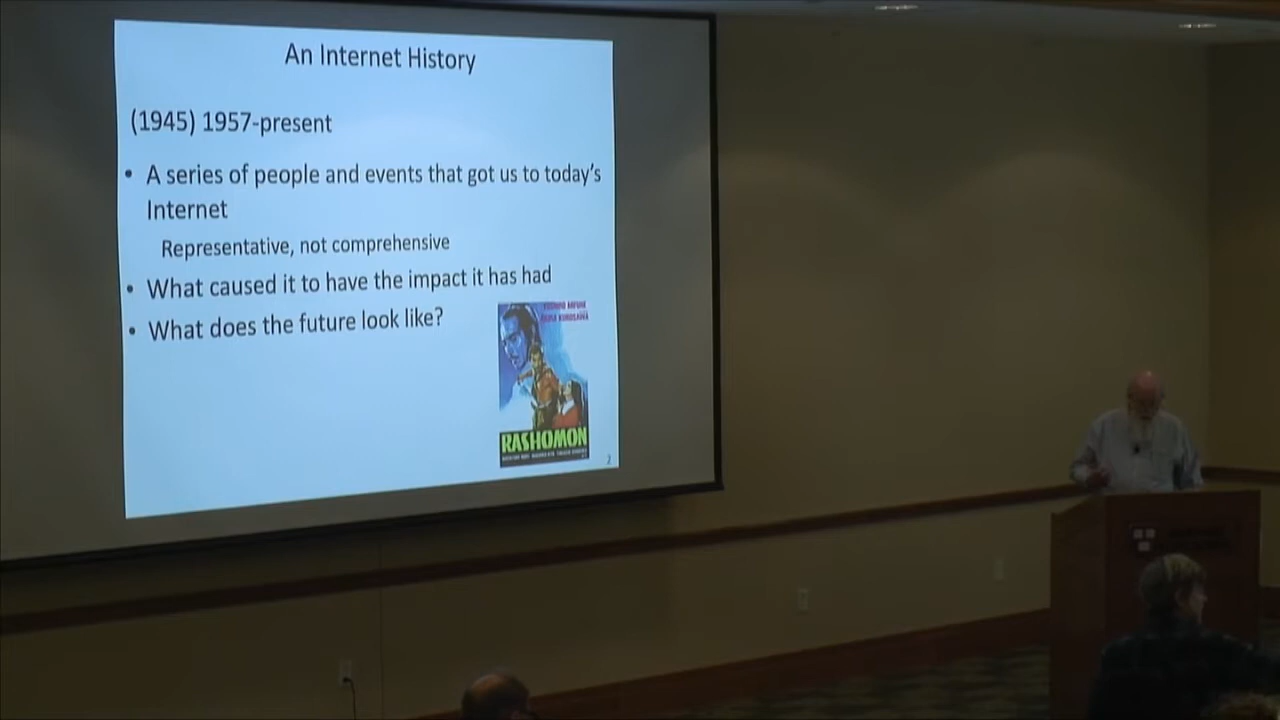 An Internet History
(1945) 1957-present
• A series of people and events that got us to today's
Internet
Representative, not comprehensive
• What caused it to have the impact it has had
• What does the future look like?
RASHOMON
2